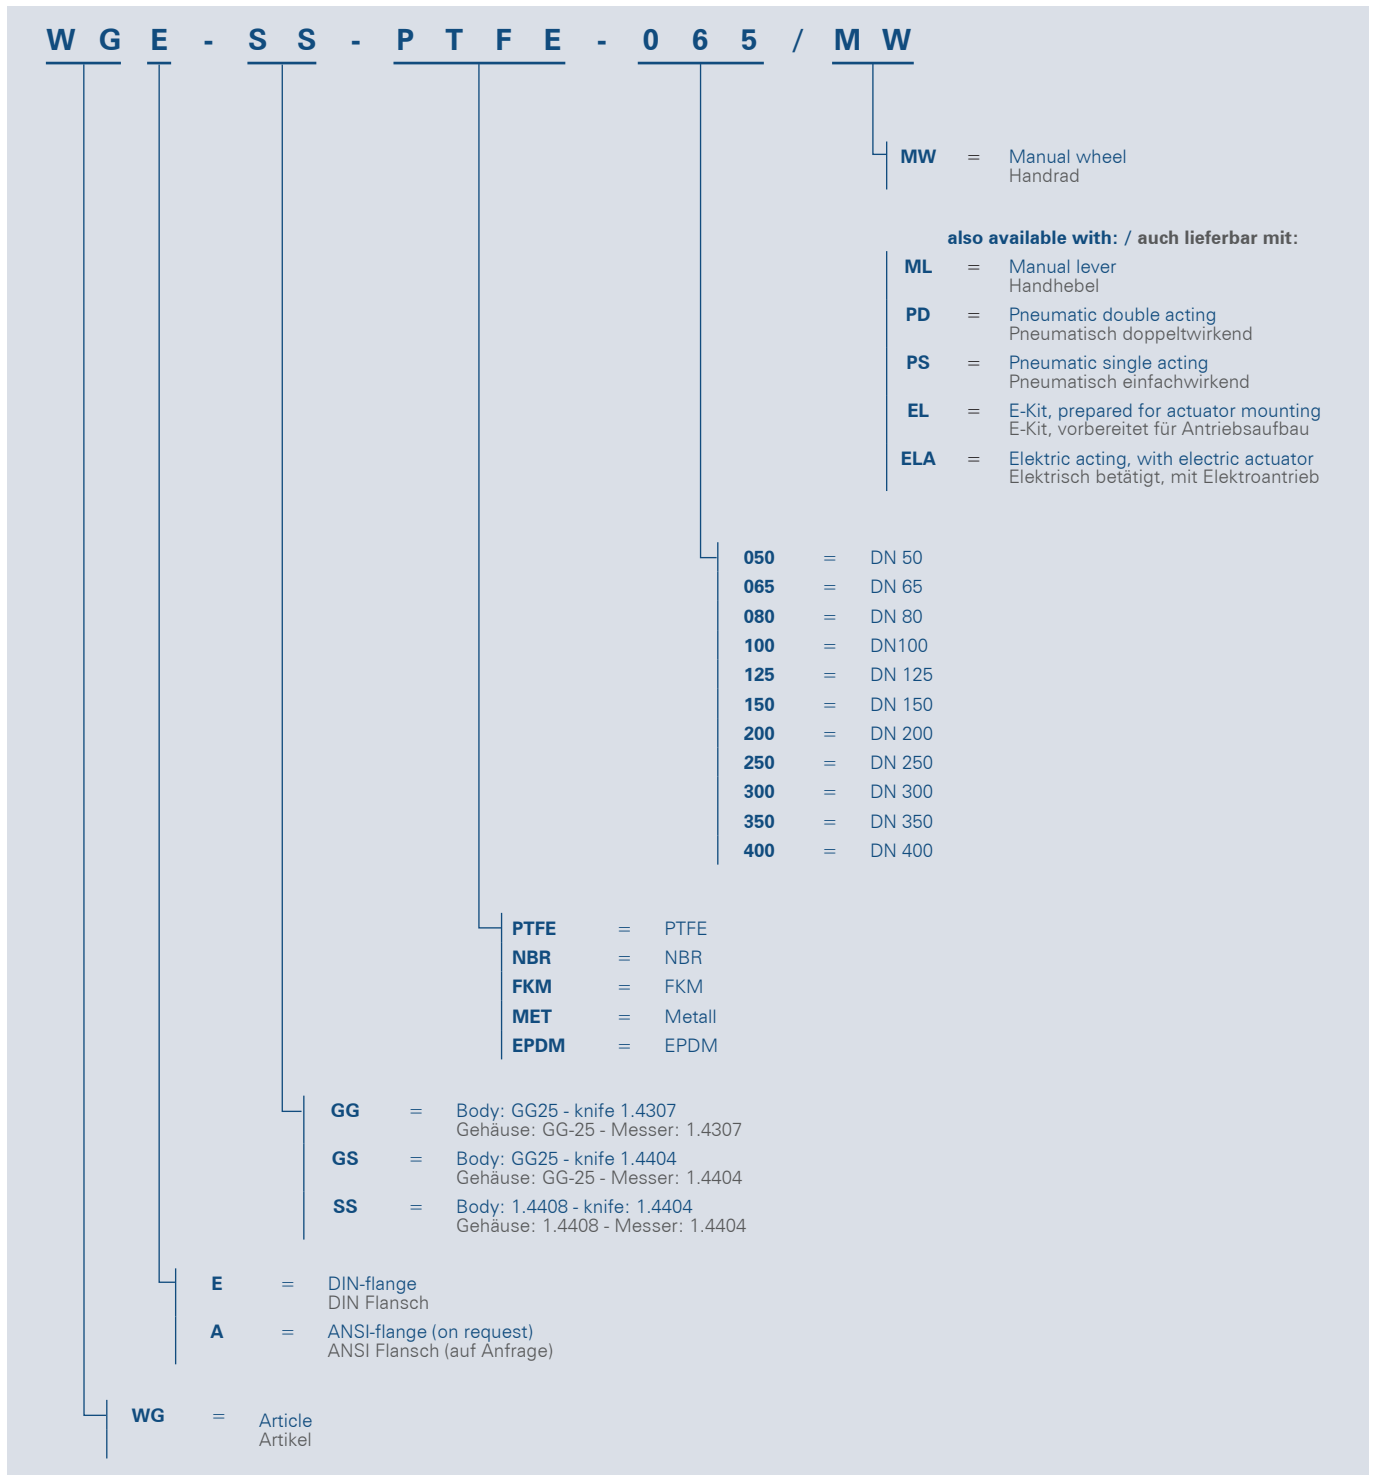 WGE-SS-PTFE-065/MW
MW = Manual wheel
Handrad
also available with: / auch lieferbar mit:
ML = Manual lever
Handhebel
PD = Pneumatic double acting
Pneumatisch doppeltwirkend
PS = Pneumatic single acting
Pneumatisch einfachwirkend
EL = E-Kit, prepared for actuator mounting
E-Kit, vorbereitet für Antriebsaufbau
ELA = Elektric acting, with electric actuator
Elektrisch betätigt, mit Elektroantrieb
050 = DN 50
065 = DN 65
080 = DN 80
100 = DN100
125 = DN 125
150 = DN 150
200 = DN 200
250 = DN 250
300 = DN 300
350 = DN 350
400 = DN 400
PTFE = PTFE
NBR = NBR
FKM = FKM
MET = Metall
EPDM = EPDM
GG = Body: GG25 - knife 1.4307
Gehäuse: GG-25 - Messer: 1.4307
GS = Body: GG25 - knife 1.4404
Gehäuse: GG-25 - Messer: 1.4404
SS = Body: 1.4408 - knife: 1.4404
Gehäuse: 1.4408 - Messer: 1.4404
E = DIN-flange
DIN Flansch
A = ANSI-flange (on request)
ANSI Flansch (auf Anfrage)
WG = Article
Artikel